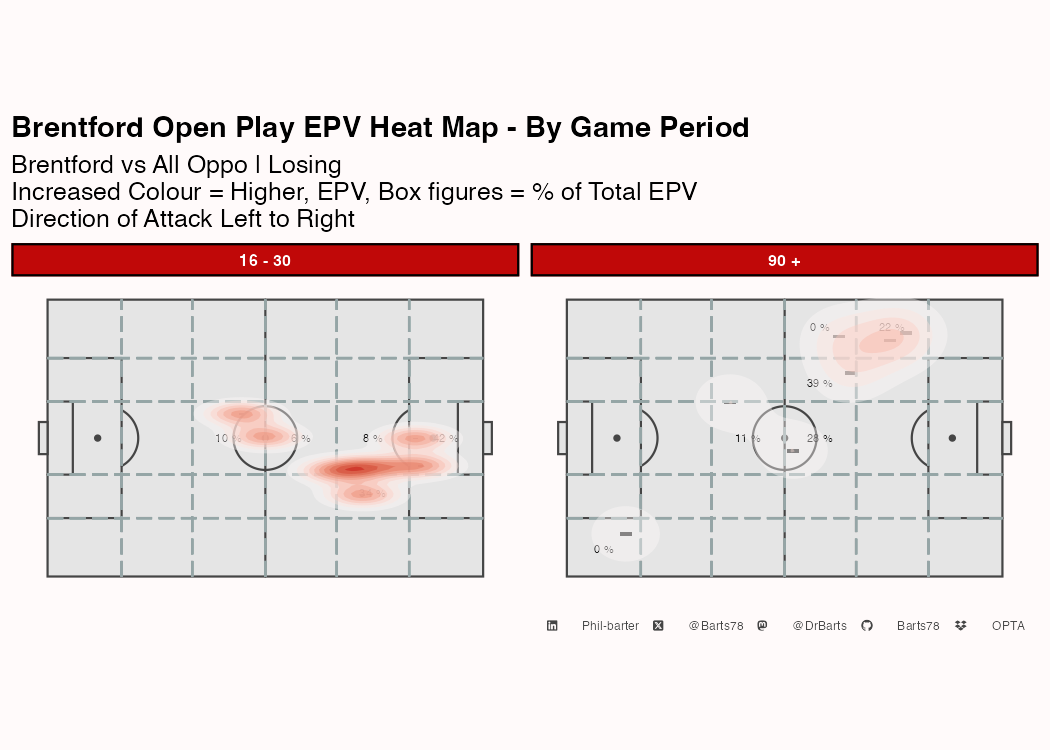 Brentford Open Play EPV Heat Map - By Game Period
Brentford vs All Oppo | Losing
Increased Colour = Higher, EPV, Box figures = % of Total EPV
Direction of Attack Left to Right
16 - 30
90 +
10 %
6 %
8 %
2 %
0 %
22 %
39 %
11 %
28 %
0 %
Phil-barter
@Barts78
@DrBarts
Barts78
OPTA